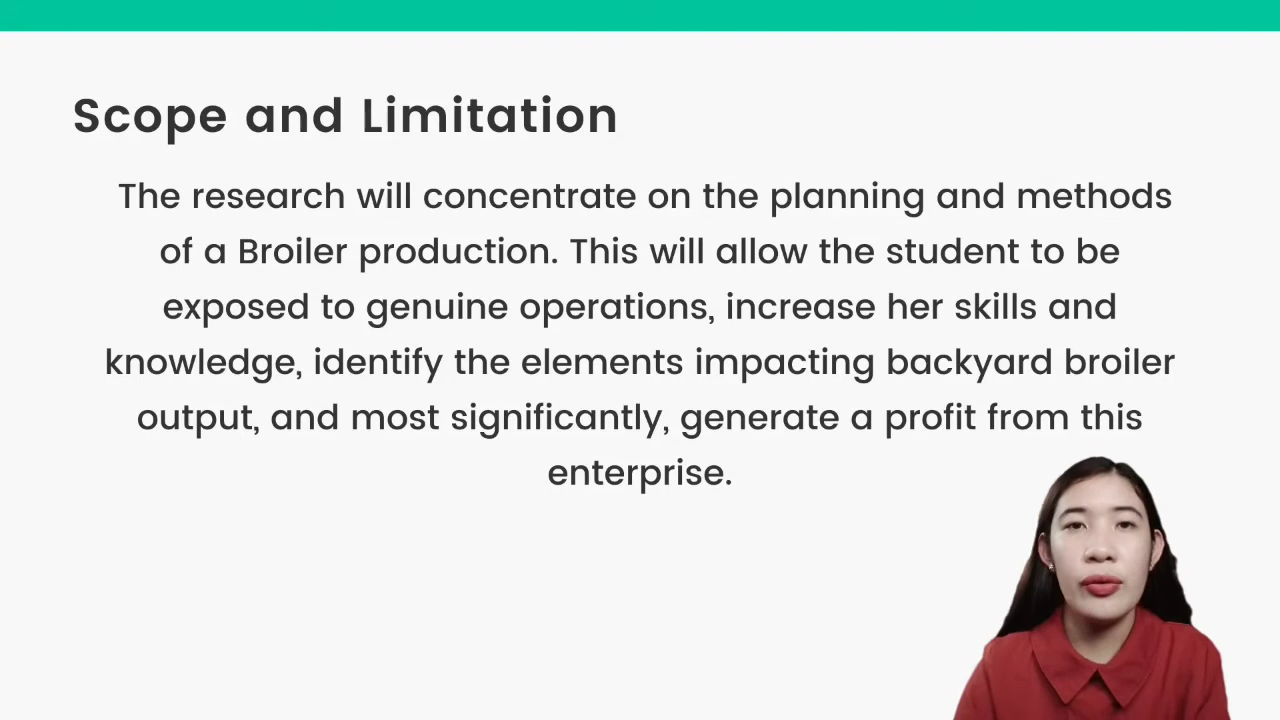 Scope and Limitation
The research will concentrate on the planning and methods
of a Broiler production. This will allow the student to be
exposed to genuine operations, increase her skills and
knowledge, identify the elements impacting backyard broiler
output, and most significantly, generate a profit from this
enterprise.